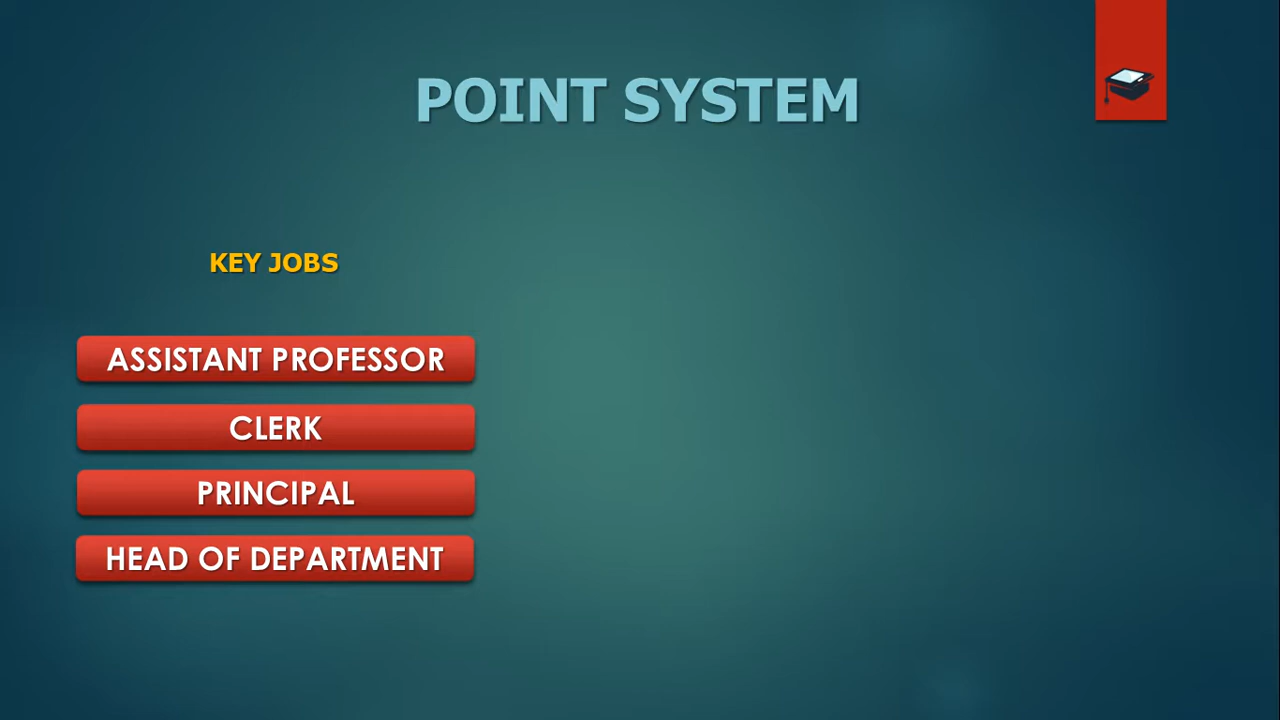 POINT SYSTEM
KEY JOBS
ASSISTANT PROFESSOR
CLERK
PRINCIPAL
HEAD OF DEPARTMENT